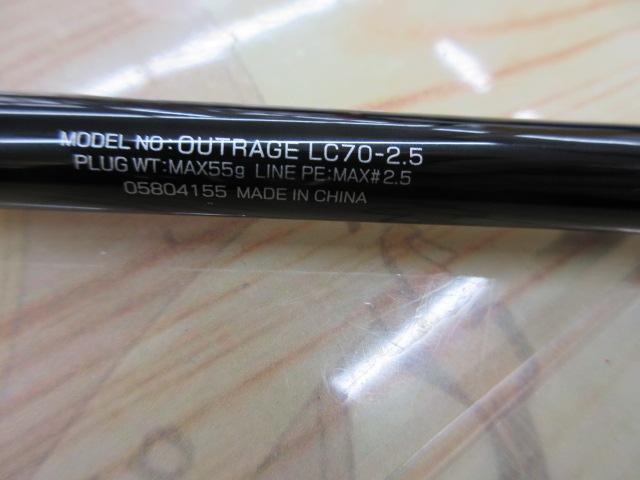 MODEL NO:OUTRAGE LC70-2.5
PLUG WT:MAX55g LINE PE:MAX#2.5
05804155 MADE IN CHINA